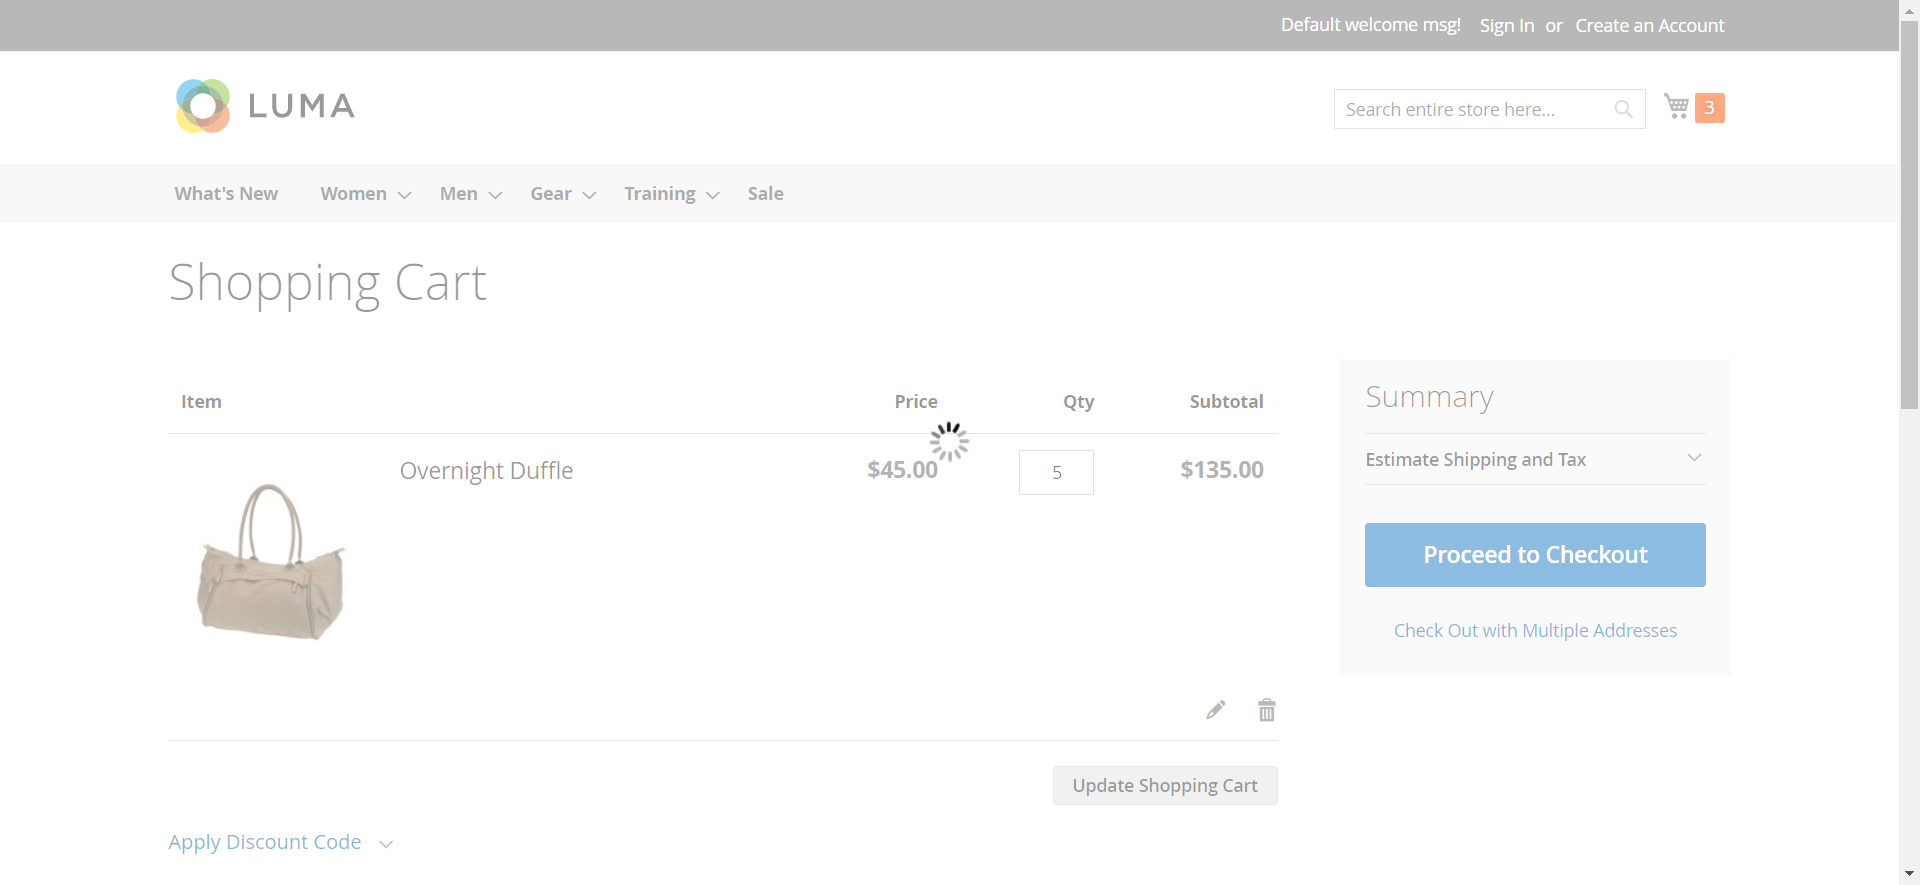 Default welcome msg! Sign In or Create an Account
LUMA
Search entire store here...
3
What's New Women Men Gear Training Sale
Shopping Cart
Item Price Qty Subtotal
Overnight Duffle $45.00 5 $135.00
Update Shopping Cart
Apply Discount Code
Summary
Estimate Shipping and Tax
Proceed to Checkout
Check Out with Multiple Addresses